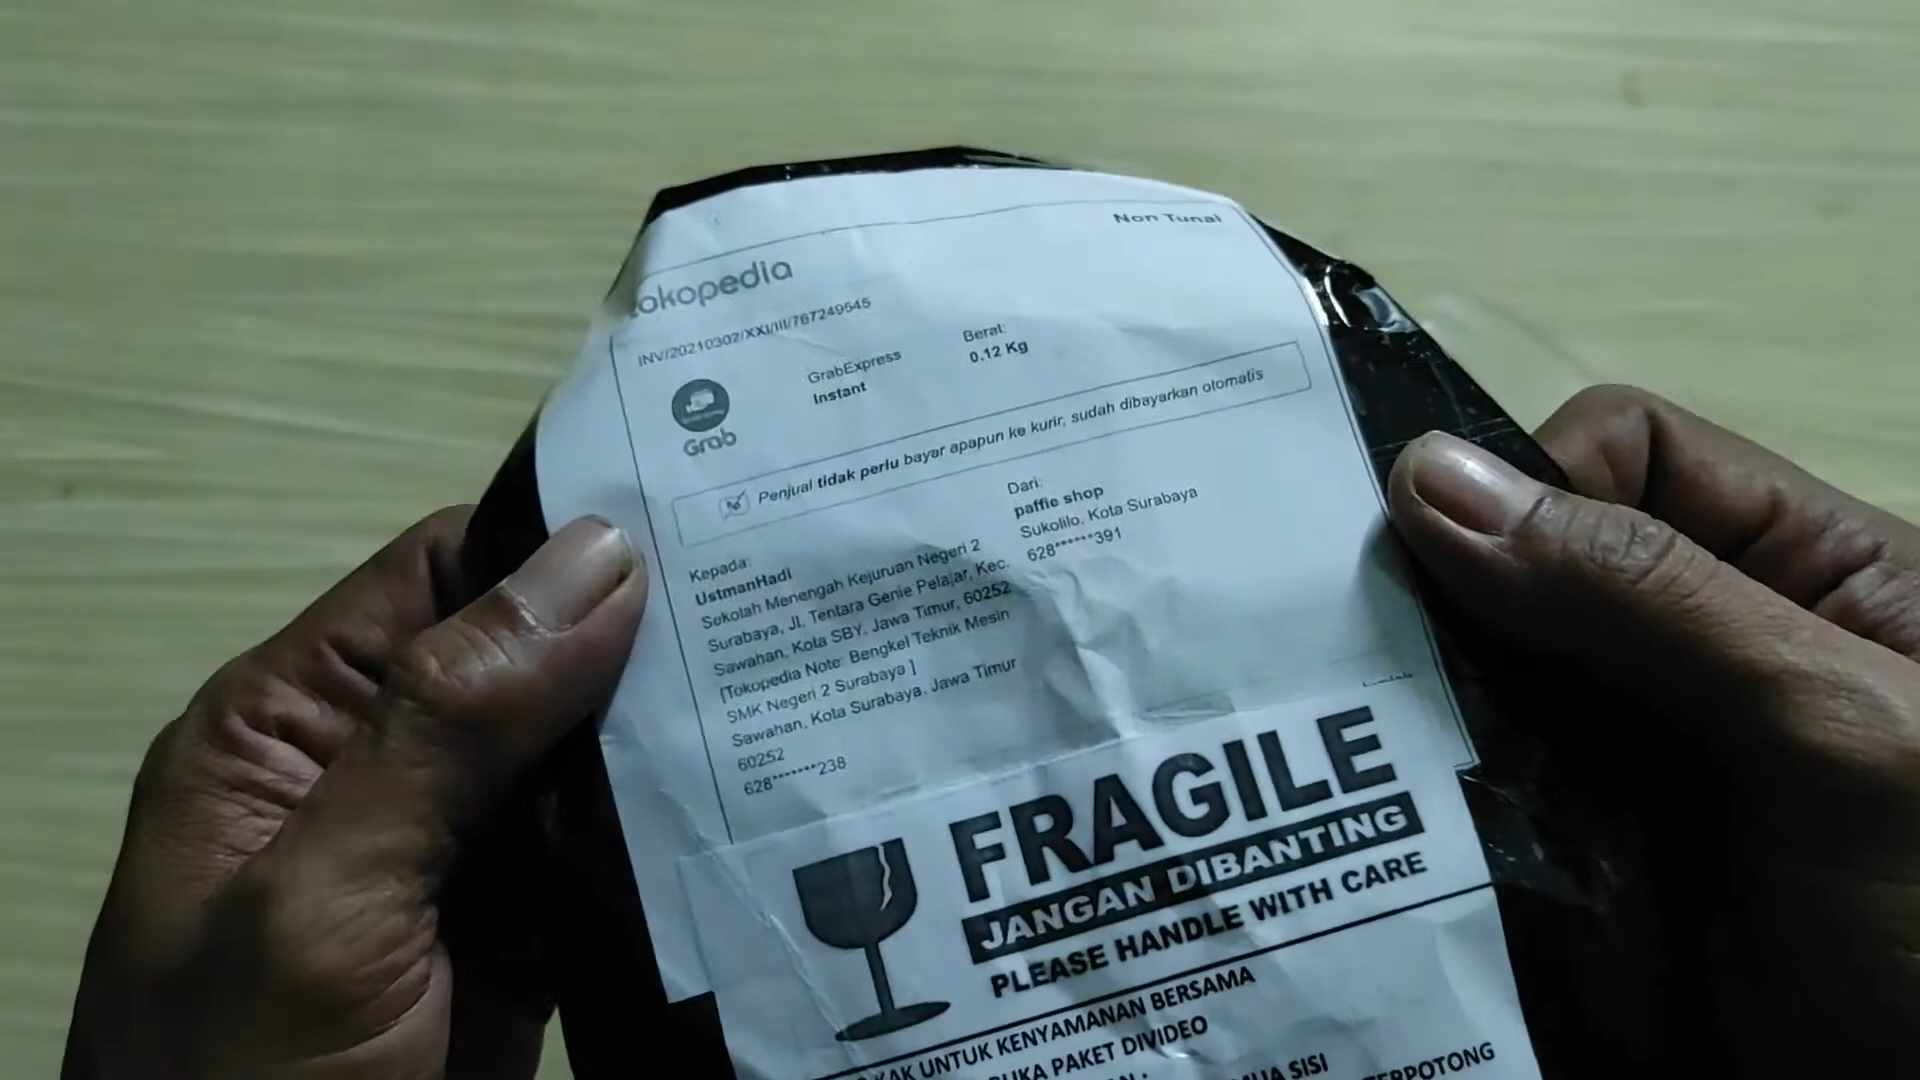 Non Tunai
tokopedia
INV/20210302/XXI/III/767249545
GrabExpress
Instant
Berat:
0.12 Kg
Grab
Penjual tidak perlu bayar apapun ke kurir, sudah dibayarkan otomatis
Kepada:
UstmanHadi
Sekolah Menengah Kejuruan Negeri 2
Surabaya, Jl. Tentara Genie Pelajar, Kec.
Sawahan, Kota SBY, Jawa Timur, 60252
[Tokopedia Note: Bengkel Teknik Mesin
SMK Negeri 2 Surabaya ]
Sawahan, Kota Surabaya, Jawa Timur
60252
628*******238
Dari:
paffie shop
Sukolilo, Kota Surabaya
628******391
FRAGILE
JANGAN DIBANTING
PLEASE HANDLE WITH CARE
KAK UNTUK KENYAMANAN BERSAMA
BUKA PAKET DIVIDEO
SISI
TERPOTONG